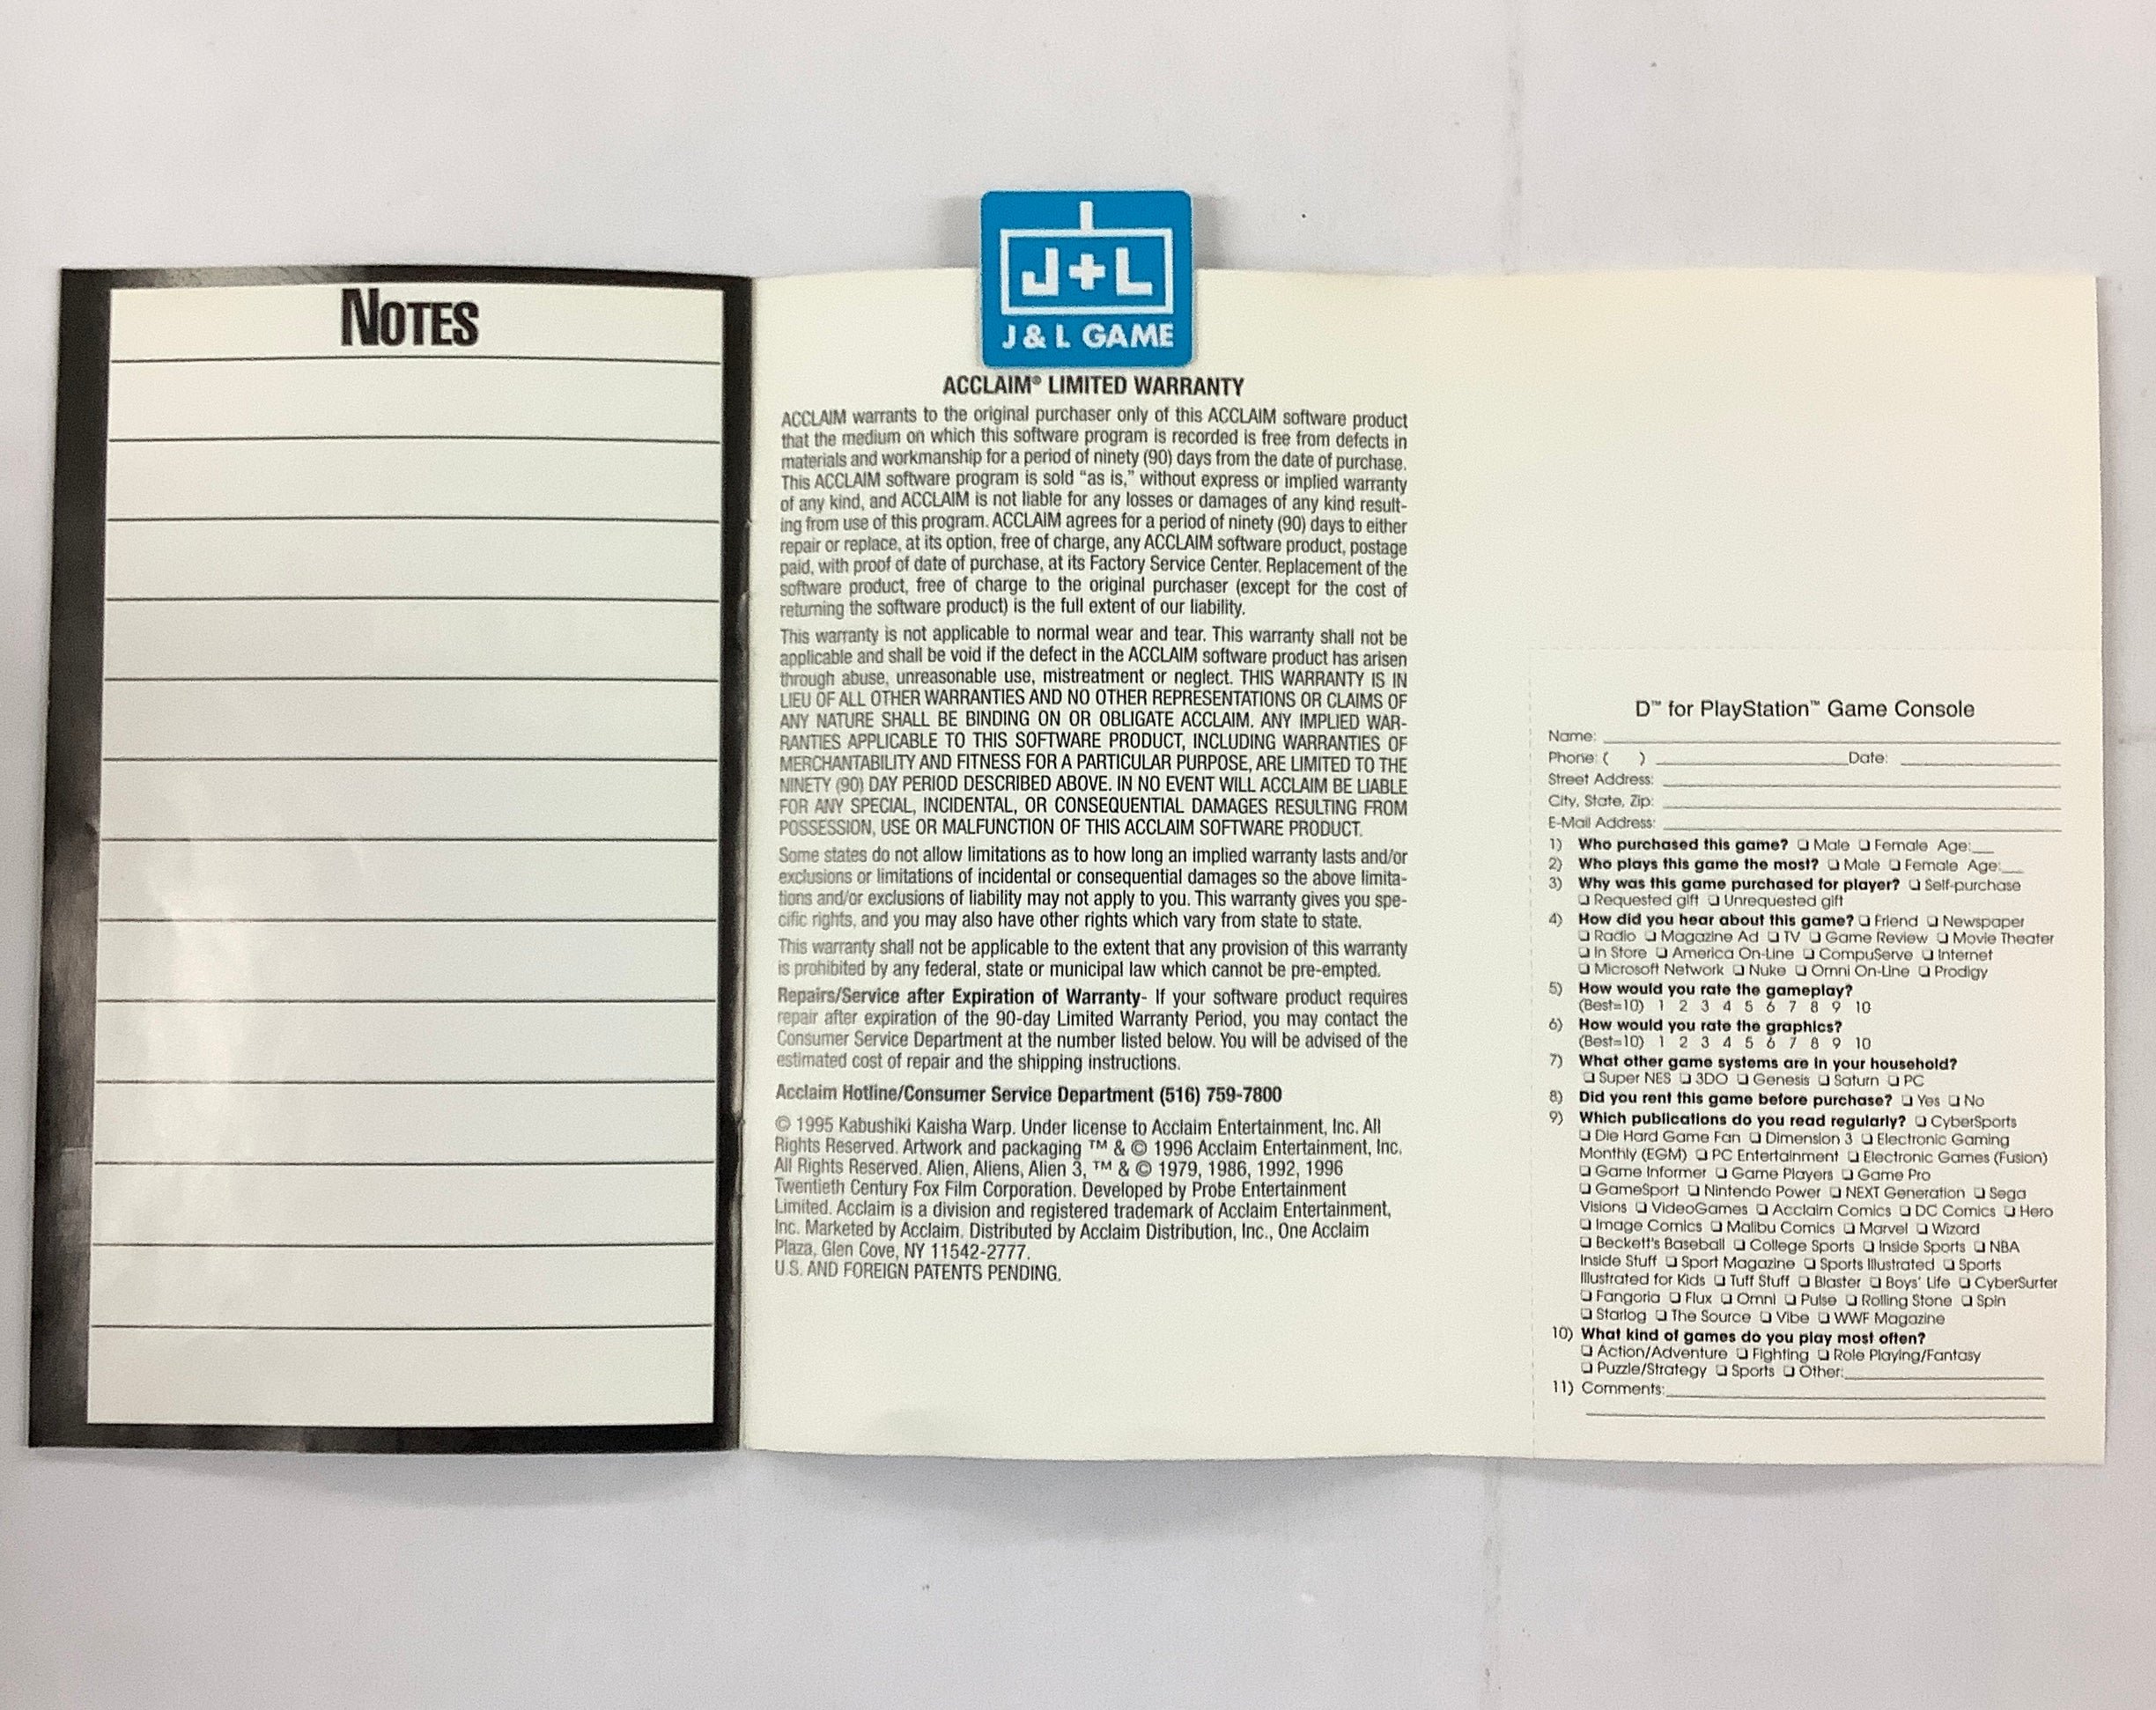 NOTES
J+L
J & L GAME
ACCLAIM® LIMITED WARRANTY
ACCLAIM warrants to the original purchaser only of this ACCLAIM software product
that the medium on which this software program is recorded is free from defects in
materials and workmanship for a period of ninety (90) days from the date of purchase.
This ACCLAIM software program is sold “as is,” without express or implied warranty
of any kind, and ACCLAIM is not liable for any losses or damages of any kind result-
ing from use of this program. ACCLAIM agrees for a period of ninety (90) days to either
repair or replace, at its option, free of charge, any ACCLAIM software product, postage
paid, with proof of date of purchase, at its Factory Service Center. Replacement of the
software product, free of charge to the original purchaser (except for the cost of
returning the software product) is the full extent of our liability.
This warranty is not applicable to normal wear and tear. This warranty shall not be
applicable and shall be void if the defect in the ACCLAIM software product has arisen
through abuse, unreasonable use, mistreatment or neglect. THIS WARRANTY IS IN
LIEU OF ALL OTHER WARRANTIES AND NO OTHER REPRESENTATIONS OR CLAIMS OF
ANY NATURE SHALL BE BINDING ON OR OBLIGATE ACCLAIM. ANY IMPLIED WAR-
RANTIES APPLICABLE TO THIS SOFTWARE PRODUCT, INCLUDING WARRANTIES OF
MERCHANTABILITY AND FITNESS FOR A PARTICULAR PURPOSE, ARE LIMITED TO THE
NINETY (90) DAY PERIOD DESCRIBED ABOVE. IN NO EVENT WILL ACCLAIM BE LIABLE
FOR ANY SPECIAL, INCIDENTAL, OR CONSEQUENTIAL DAMAGES RESULTING FROM
POSSESSION, USE OR MALFUNCTION OF THIS ACCLAIM SOFTWARE PRODUCT.
Some states do not allow limitations as to how long an implied warranty lasts and/or
exclusions or limitations of incidental or consequential damages so the above limita-
tions and/or exclusions of liability may not apply to you. This warranty gives you spe-
cific rights, and you may also have other rights which vary from state to state.
This warranty shall not be applicable to the extent that any provision of this warranty
is prohibited by any federal, state or municipal law which cannot be pre-empted.
Repairs/Service after Expiration of Warranty- If your software product requires
repair after expiration of the 90-day Limited Warranty Period, you may contact the
Consumer Service Department at the number listed below. You will be advised of the
estimated cost of repair and the shipping instructions.
Acclaim Hotline/Consumer Service Department (516) 759-7800
© 1995 Kabushiki Kaisha Warp. Under license to Acclaim Entertainment, Inc. All
Rights Reserved. Artwork and packaging ™ & © 1996 Acclaim Entertainment, Inc.
All Rights Reserved. Alien, Aliens, Alien 3, ™ & © 1979, 1986, 1992, 1996
Twentieth Century Fox Film Corporation. Developed by Probe Entertainment
Limited. Acclaim is a division and registered trademark of Acclaim Entertainment,
Inc. Marketed by Acclaim. Distributed by Acclaim Distribution, Inc., One Acclaim
Plaza, Glen Cove, NY 11542-2777.
U.S. AND FOREIGN PATENTS PENDING.
D™ for PlayStation™ Game Console
Name:
Phone: ( ) Date:
Street Address:
City, State, Zip:
E-Mail Address:
1) Who purchased this game? ❏ Male ❏ Female Age:
2) Who plays this game the most? ❏ Male ❏ Female Age:
3) Why was this game purchased for player? ❏ Self-purchase
❏ Requested gift ❏ Unrequested gift
4) How did you hear about this game? ❏ Friend ❏ Newspaper
❏ Radio ❏ Magazine Ad ❏ TV ❏ Game Review ❏ Movie Theater
❏ In Store ❏ America On-Line ❏ CompuServe ❏ Internet
❏ Microsoft Network ❏ Nuke ❏ Omni On-Line ❏ Prodigy
5) How would you rate the gameplay?
(Best=10) 1 2 3 4 5 6 7 8 9 10
6) How would you rate the graphics?
(Best=10) 1 2 3 4 5 6 7 8 9 10
7) What other game systems are in your household?
❏ Super NES ❏ 3DO ❏ Genesis ❏ Saturn ❏ PC
8) Did you rent this game before purchase? ❏ Yes ❏ No
9) Which publications do you read regularly? ❏ CyberSports
❏ Die Hard Game Fan ❏ Dimension 3 ❏ Electronic Gaming
Monthly (EGM) ❏ PC Entertainment ❏ Electronic Games (Fusion)
❏ Game Informer ❏ Game Players ❏ Game Pro
❏ GameSport ❏ Nintendo Power ❏ NEXT Generation ❏ Sega
Visions ❏ VideoGames ❏ Acclaim Comics ❏ DC Comics ❏ Hero
❏ Image Comics ❏ Malibu Comics ❏ Marvel ❏ Wizard
❏ Beckett's Baseball ❏ College Sports ❏ Inside Sports ❏ NBA
Inside Stuff ❏ Sport Magazine ❏ Sports Illustrated ❏ Sports
Illustrated for Kids ❏ Tuff Stuff ❏ Blaster ❏ Boys' Life ❏ CyberSurfer
❏ Fangoria ❏ Flux ❏ Omni ❏ Pulse ❏ Rolling Stone ❏ Spin
❏ Starlog ❏ The Source ❏ Vibe ❏ WWF Magazine
10) What kind of games do you play most often?
❏ Action/Adventure ❏ Fighting ❏ Role Playing/Fantasy
❏ Puzzle/Strategy ❏ Sports ❏ Other:
11) Comments: